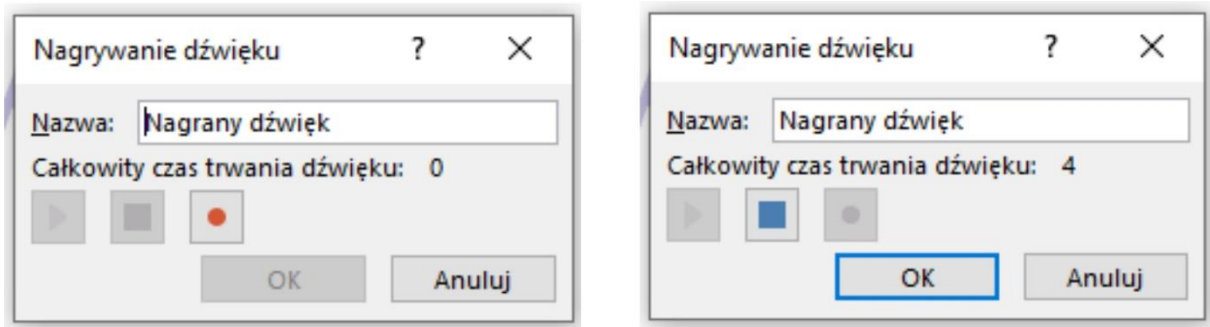 Nagrywanie dźwięku ?
Nazwa: Nagrany dźwięk
Całkowity czas trwania dźwięku: 0
OK Anuluj
Nagrywanie dźwięku ?
Nazwa: Nagrany dźwięk
Całkowity czas trwania dźwięku: 4
OK Anuluj